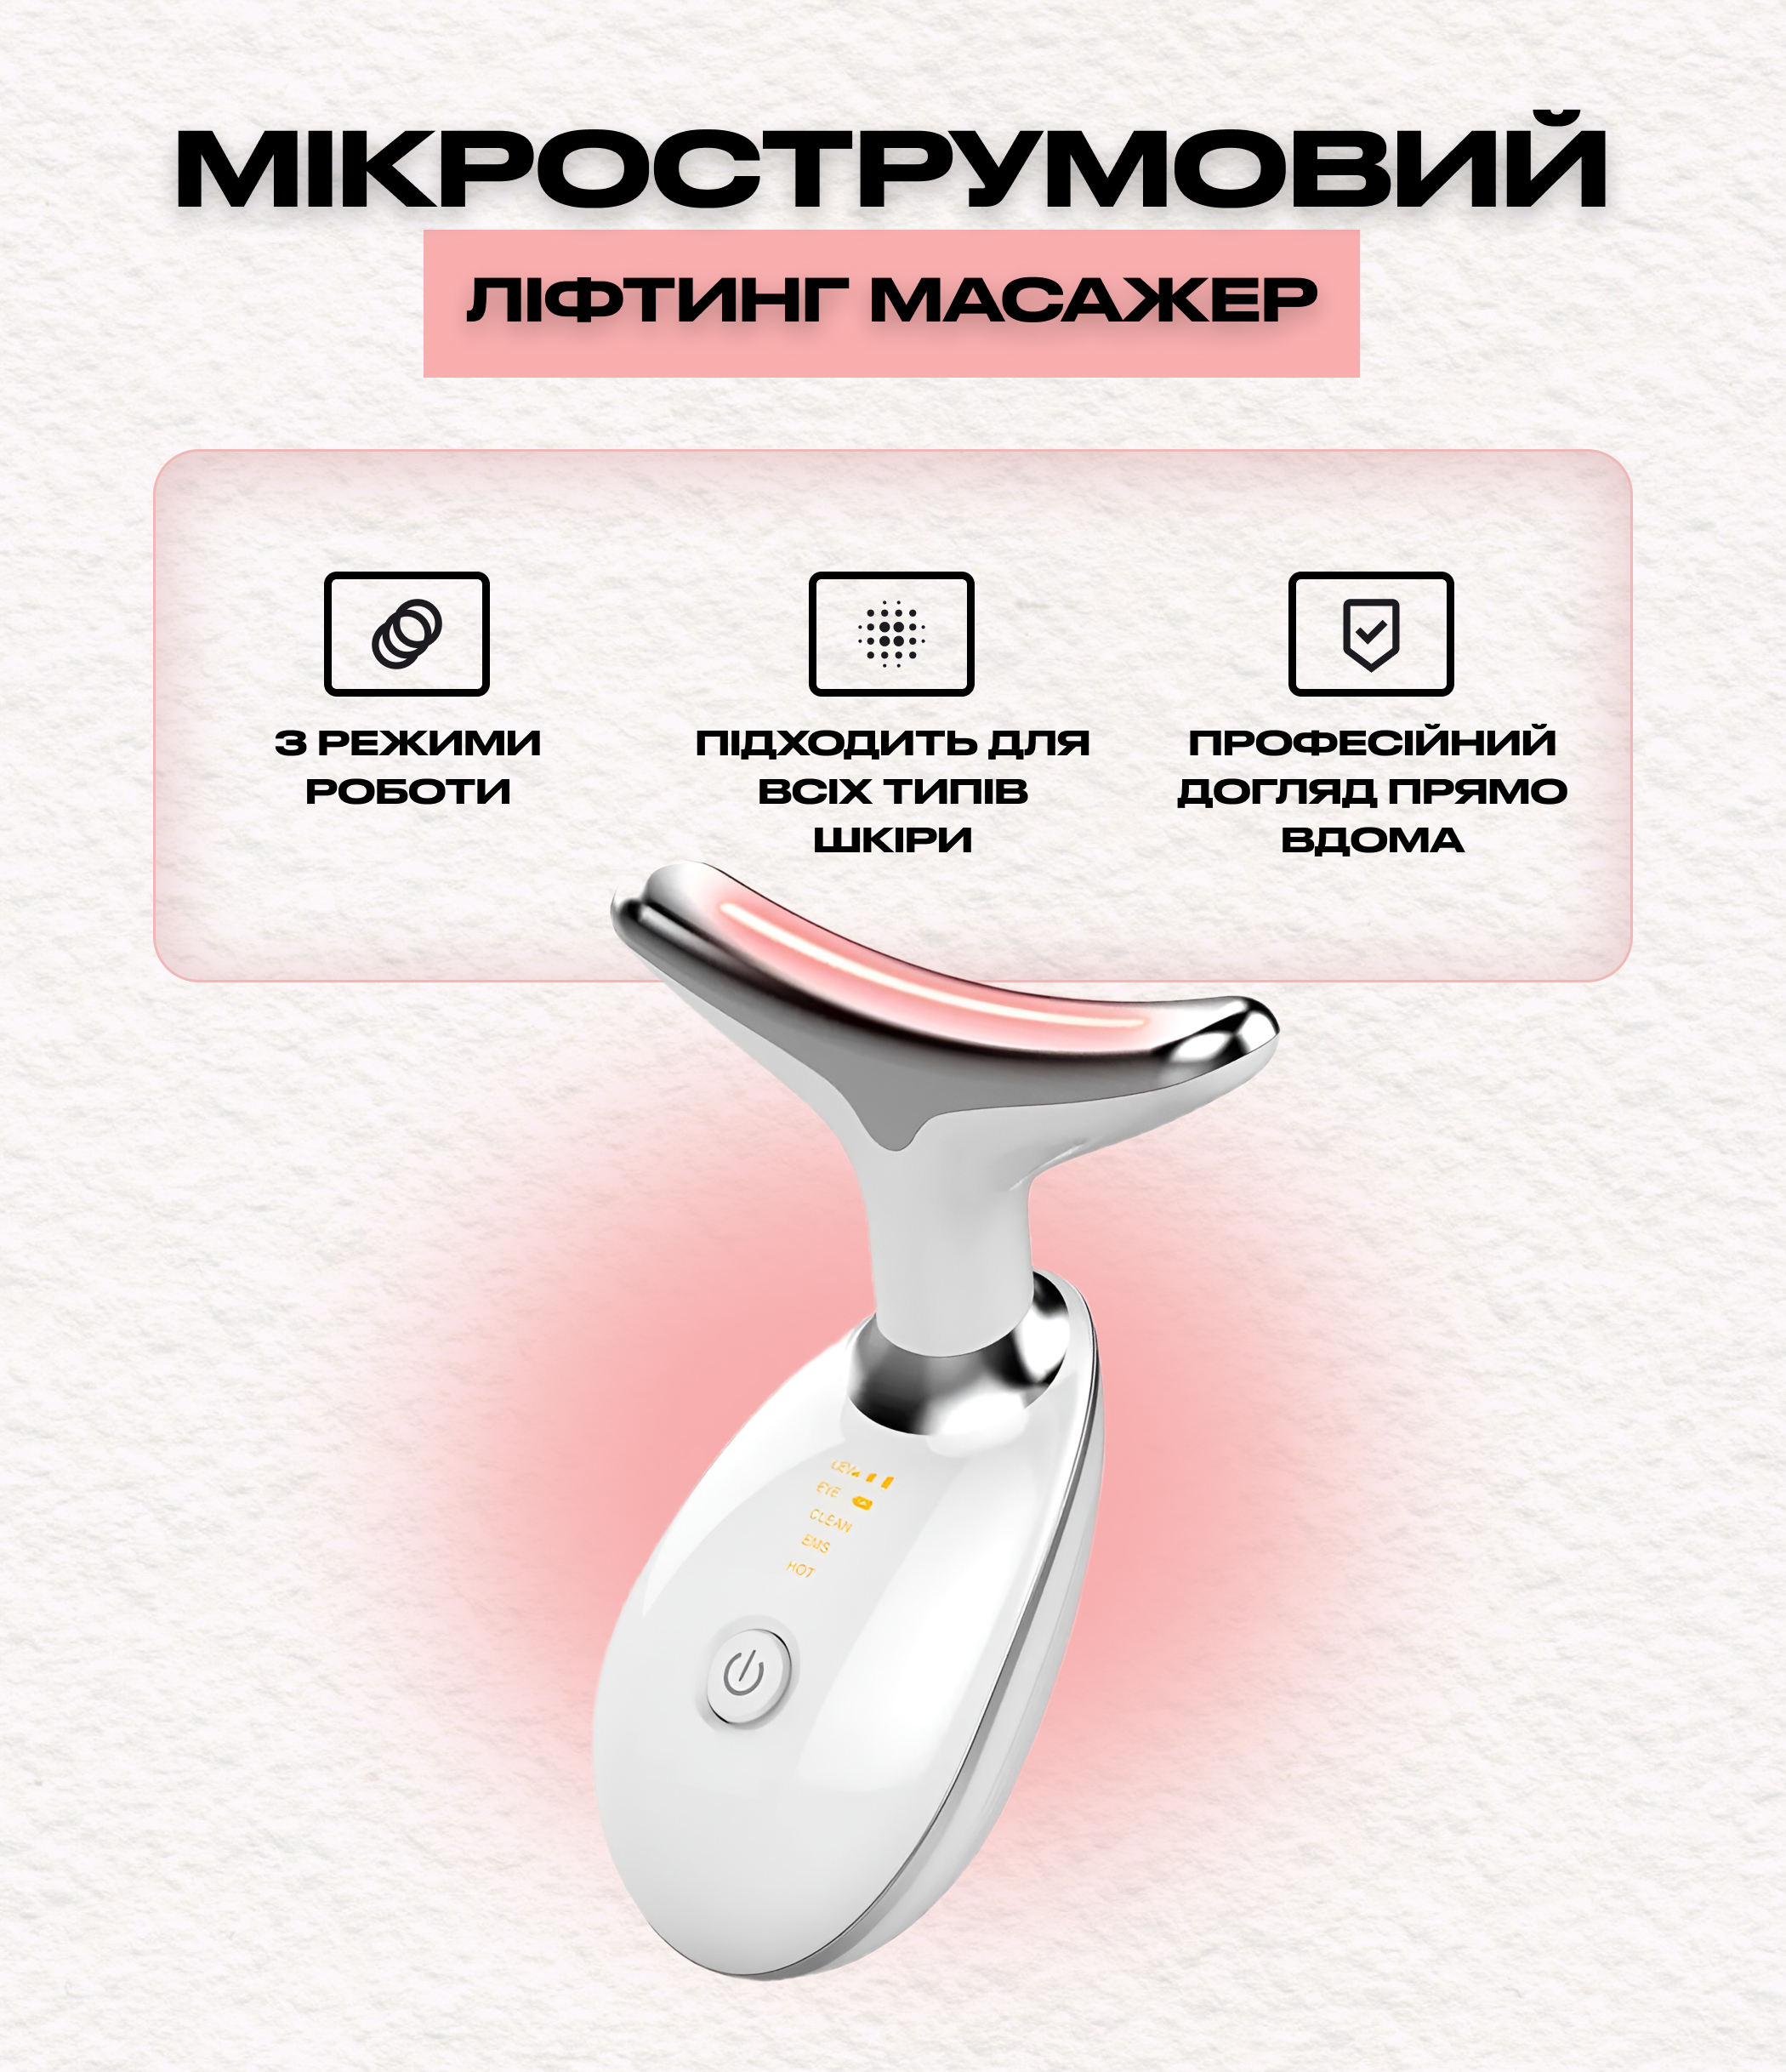 МІКРОСТРУМОВИЙ
ЛІФТИНГ МАСАЖЕР
3 РЕЖИМИ
РОБОТИ
ПІДХОДИТЬ ДЛЯ
ВСІХ ТИПІВ
ШКІРИ
ПРОФЕСІЙНИЙ
ДОГЛЯД ПРЯМО
ВДОМА
EYE
CLEAN
EMS
HOT